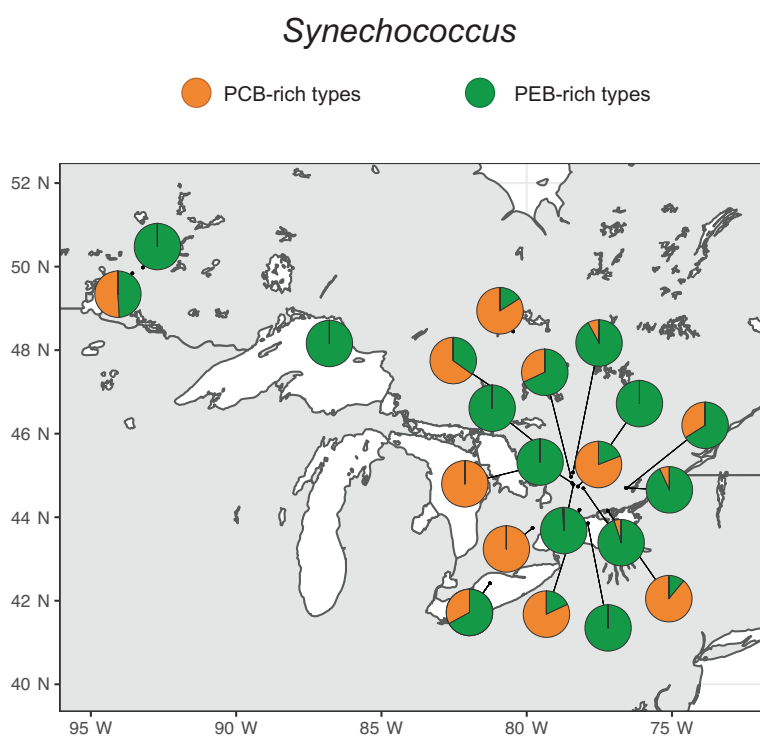 Synechococcus
PCB-rich types
PEB-rich types
52 N
50 N
48 N
46 N
44 N
42 N
40 N
95 W
90 W
85 W
80 W
75 W